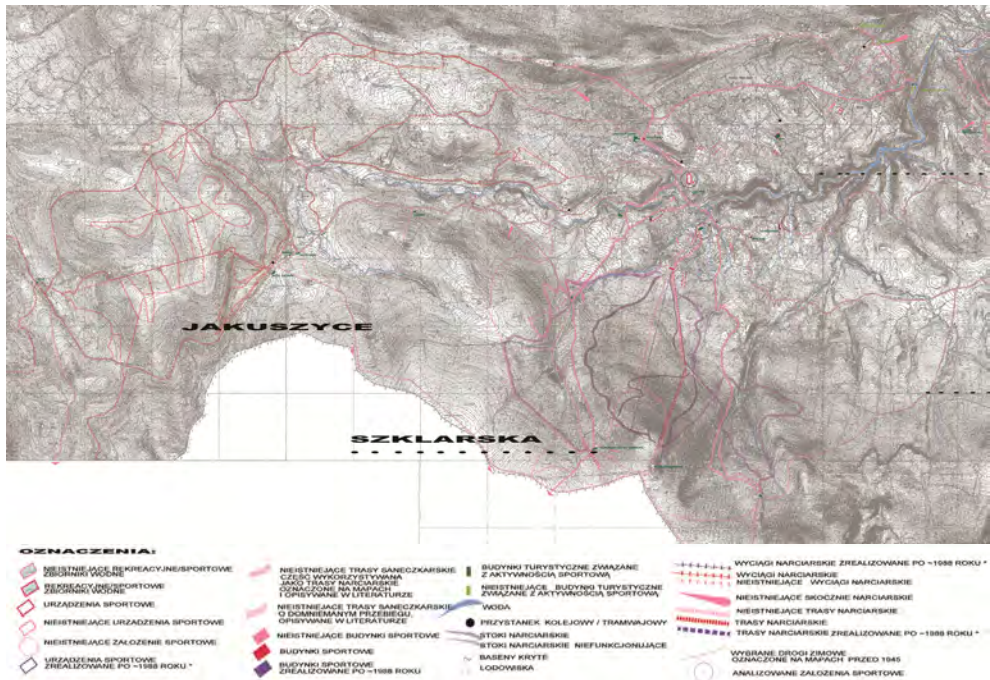 JAKUSZYCE
SZKLARSKA
OZNACZENIA:
NIEISTNIEJĄCE REKREACYJNE/SPORTOWE
ZBIORNIKI WODNE
REKREACYJNE/SPORTOWE
ZBIORNIKI WODNE
URZĄDZENIA SPORTOWE
NIEISTNIEJĄCE URZĄDZENIA SPORTOWE
NIEISTNIEJĄCE ZAŁOŻENIE SPORTOWE
URZĄDZENIA SPORTOWE
ZREALIZOWANE PO ~1988 ROKU *
NIEISTNIEJĄCE TRASY SANECZKARSKIE
CZĘŚĆ WYKORZYSTYWANA
JAKO TRASY NARCIARSKIE
OZNACZONE NA MAPACH
I OPISYWANE W LITERATURZE
NIEISTNIEJĄCE TRASY SANECZKARSKIE
O DOMNIEMANYM PRZEBIEGU,
OPISYWANE W LITERATURZE
NIEISTNIEJĄCE BUDYNKI SPORTOWE
BUDYNKI SPORTOWE
BUDYNKI SPORTOWE
ZREALIZOWANE PO ~1988 ROKU
BUDYNKI TURYSTYCZNE ZWIĄZANE
Z AKTYWNOŚCIĄ SPORTOWĄ
NIEISTNIEJĄCE BUDYNKI TURYSTYCZNE
ZWIĄZANE Z AKTYWNOŚCIĄ SPORTOWĄ
WODA
PRZYSTANEK KOLEJOWY / TRAMWAJOWY
STOKI NARCIARSKIE
STOKI NARCIARSKIE NIEFUNKCJONUJĄCE
BASENY KRYTE
LODOWISKA
WYCIĄGI NARCIARSKIE ZREALIZOWANE PO ~1988 ROKU *
WYCIĄGI NARCIARSKIE
NIEISTNIEJĄCE WYCIĄGI NARCIARSKIE
NIEISTNIEJĄCE SKOCZNIE NARCIARSKIE
NIEISTNIEJĄCE TRASY NARCIARSKIE
TRASY NARCIARSKIE
TRASY NARCIARSKIE ZREALIZOWANE PO ~1988 ROKU *
WYBRANE DROGI ZIMOWE
OZNACZONE NA MAPACH PRZED 1945
ANALIZOWANE ZAŁOŻENIA SPORTOWE